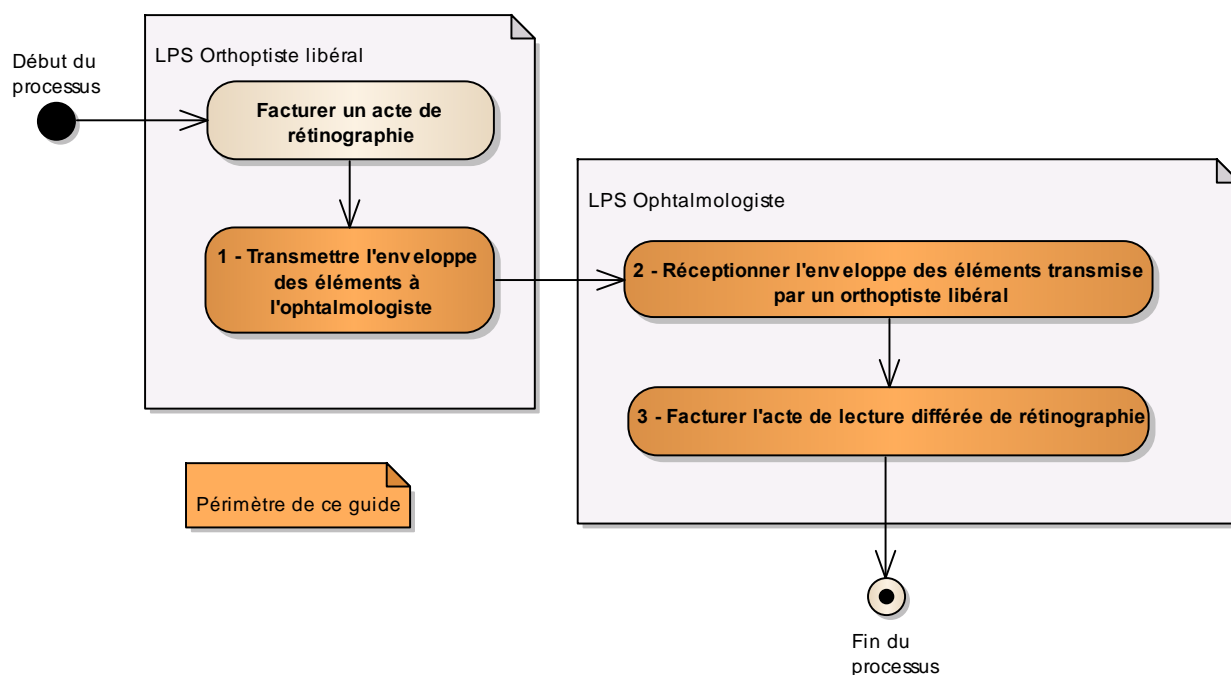 Début du
processus
LPS Orthoptiste libéral
Facturer un acte de
rétinographie
1 - Transmettre l'enveloppe
des éléments à
l'ophtalmologiste
LPS Ophtalmologiste
2 - Réceptionner l'enveloppe des éléments transmise
par un orthoptiste libéral
3 - Facturer l'acte de lecture différée de rétinographie
Périmètre de ce guide
Fin du
processus